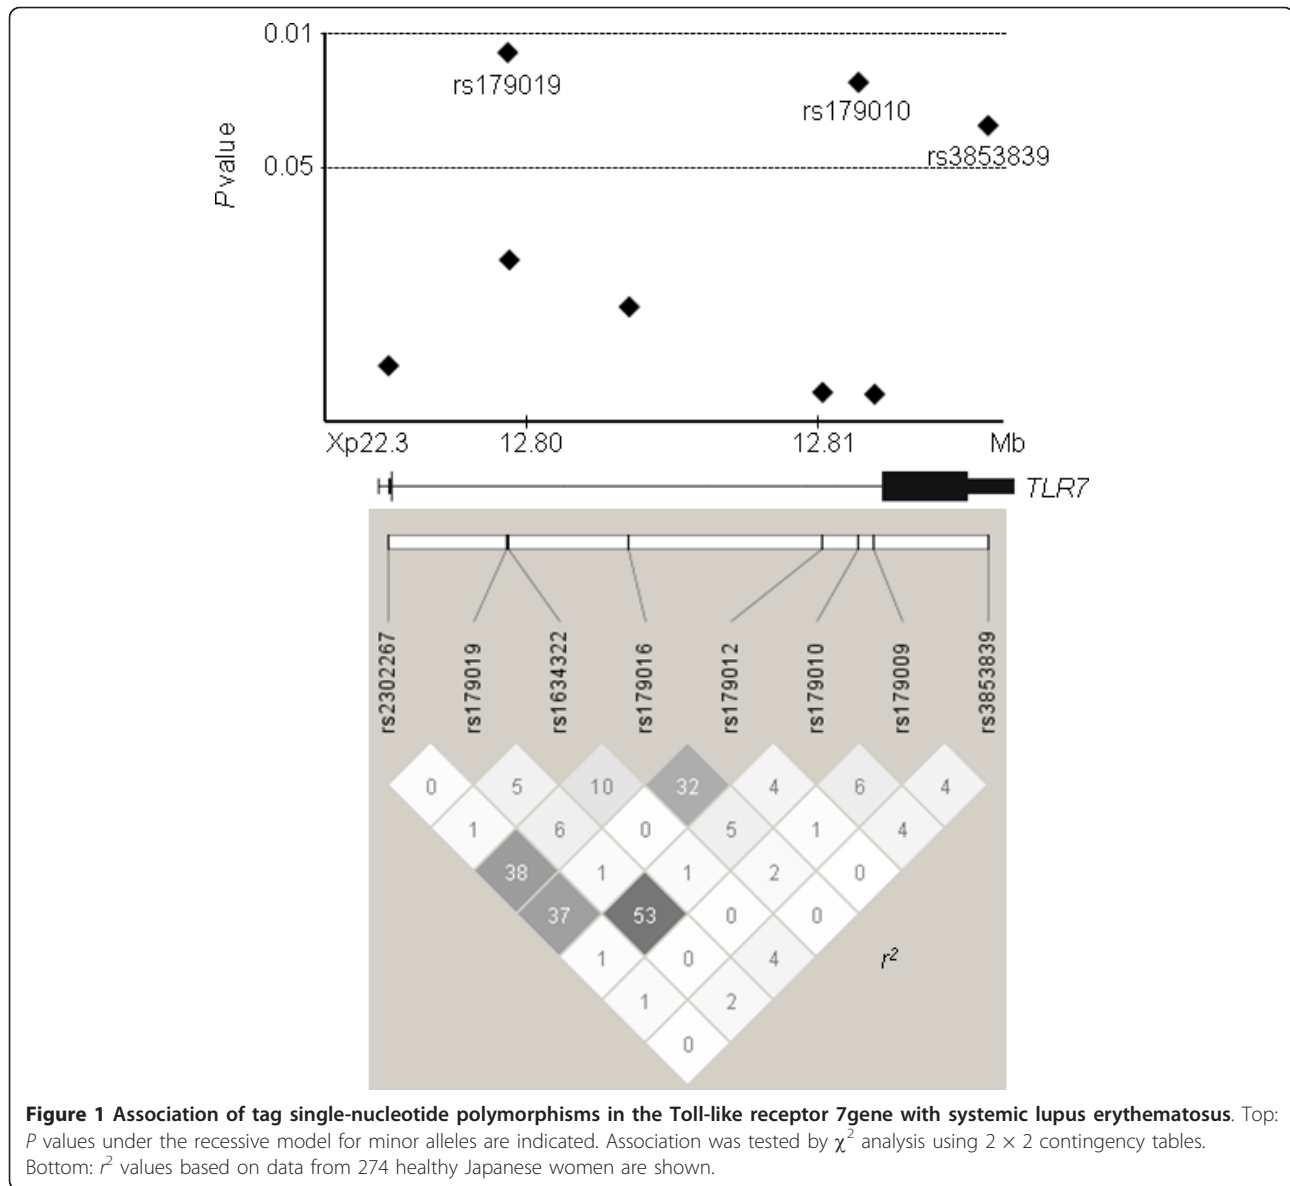 0.01
rs179019
rs179010
P value
rs3853839
0.05
Xp22.3 12.80 12.81 Mb
TLR7
rs2302267 rs179019 rs1634322 rs179016 rs179012 rs179010 rs179009 rs3853839
0 5 10 32 4 6 4
1 6 0 5 1 4
38 1 1 2 0
37 53 0 0
1 0 4
r²
1 2
0
Figure 1 Association of tag single-nucleotide polymorphisms in the Toll-like receptor 7gene with systemic lupus erythematosus. Top:
P values under the recessive model for minor alleles are indicated. Association was tested by χ² analysis using 2 × 2 contingency tables.
Bottom: r² values based on data from 274 healthy Japanese women are shown.